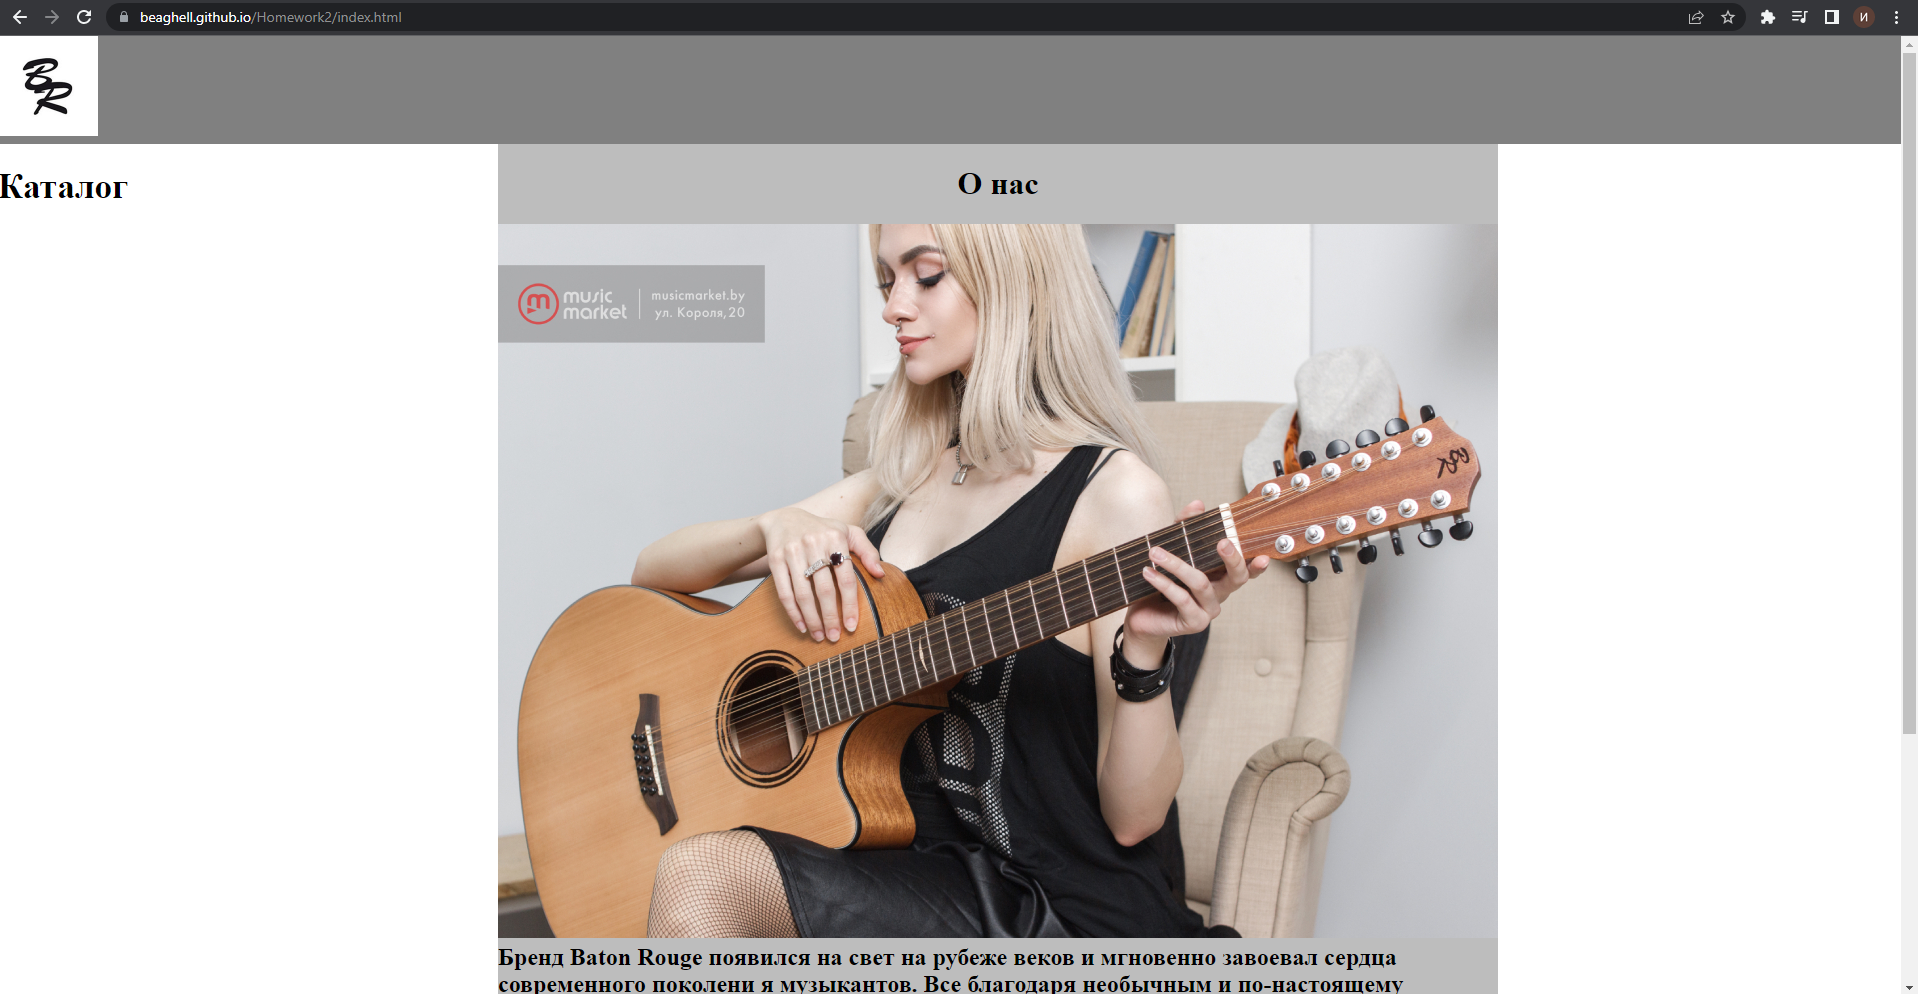 beaghell.github.io/Homework2/index.html
И
BR
Каталог
О нас
music
market
musicmarket.by
ул. Короля,20
Бренд Baton Rouge появился на свет на рубеже веков и мгновенно завоевал сердца
современного поколени я музыкантов. Все благодаря необычным и по-настоящему